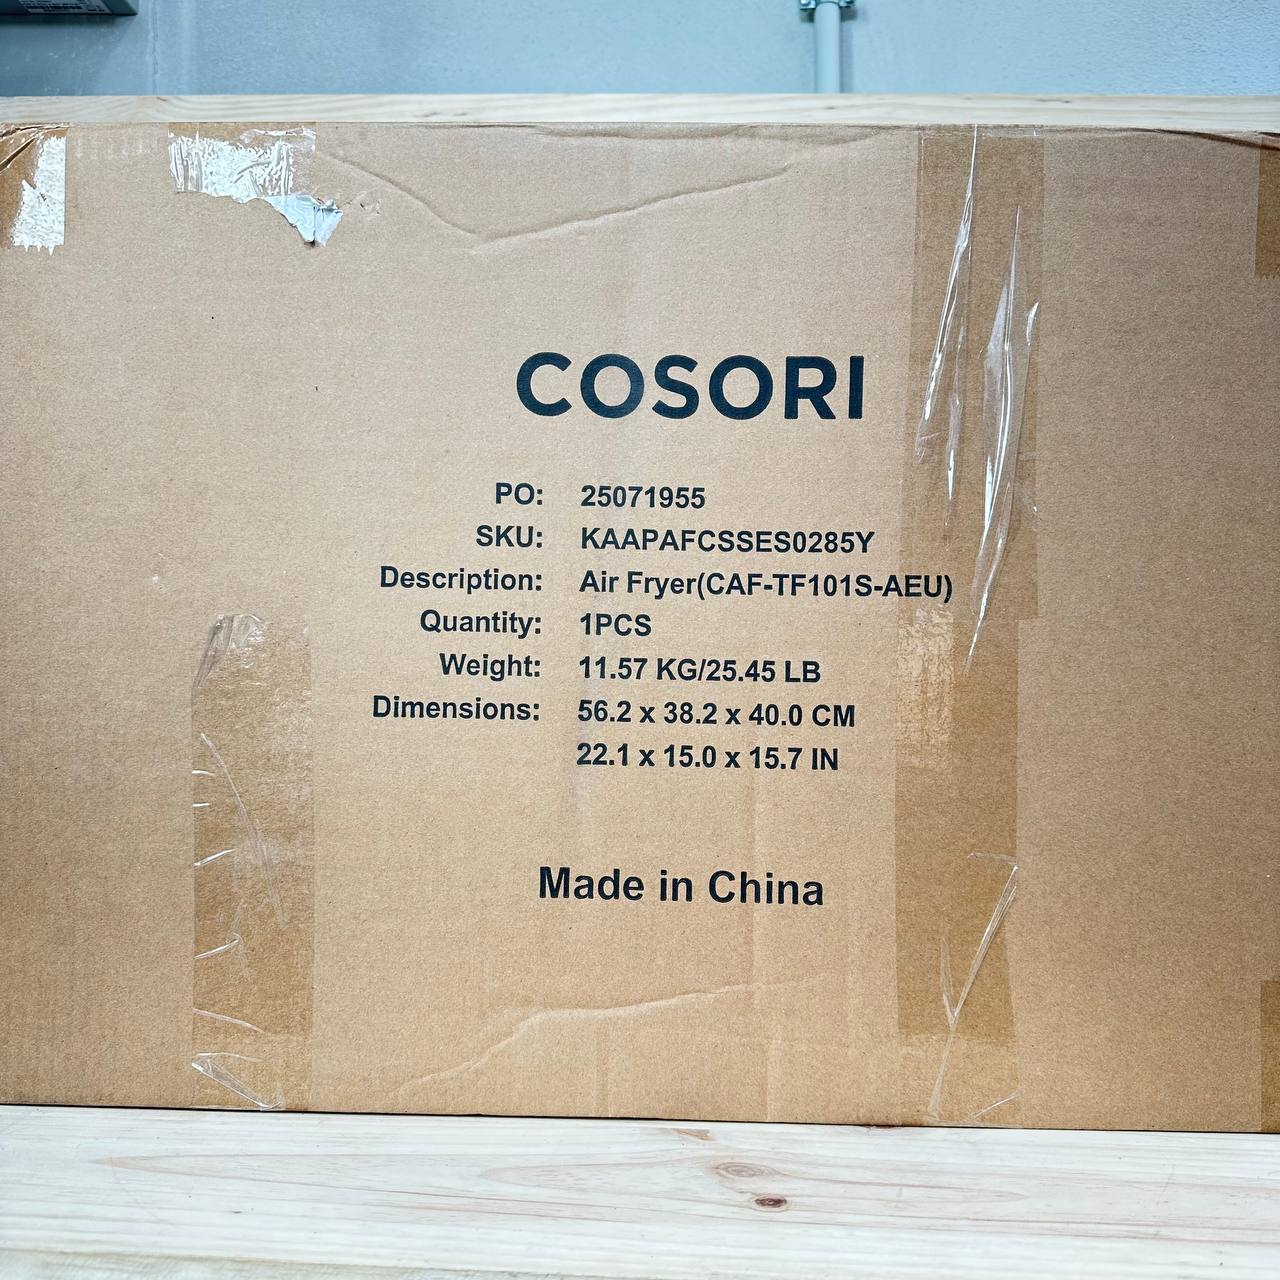 COSORI
PO: 25071955
SKU: KAAPAFCSSES0285Y
Description: Air Fryer(CAF-TF101S-AEU)
Quantity: 1PCS
Weight: 11.57 KG/25.45 LB
Dimensions: 56.2 x 38.2 x 40.0 CM
22.1 x 15.0 x 15.7 IN
Made in China